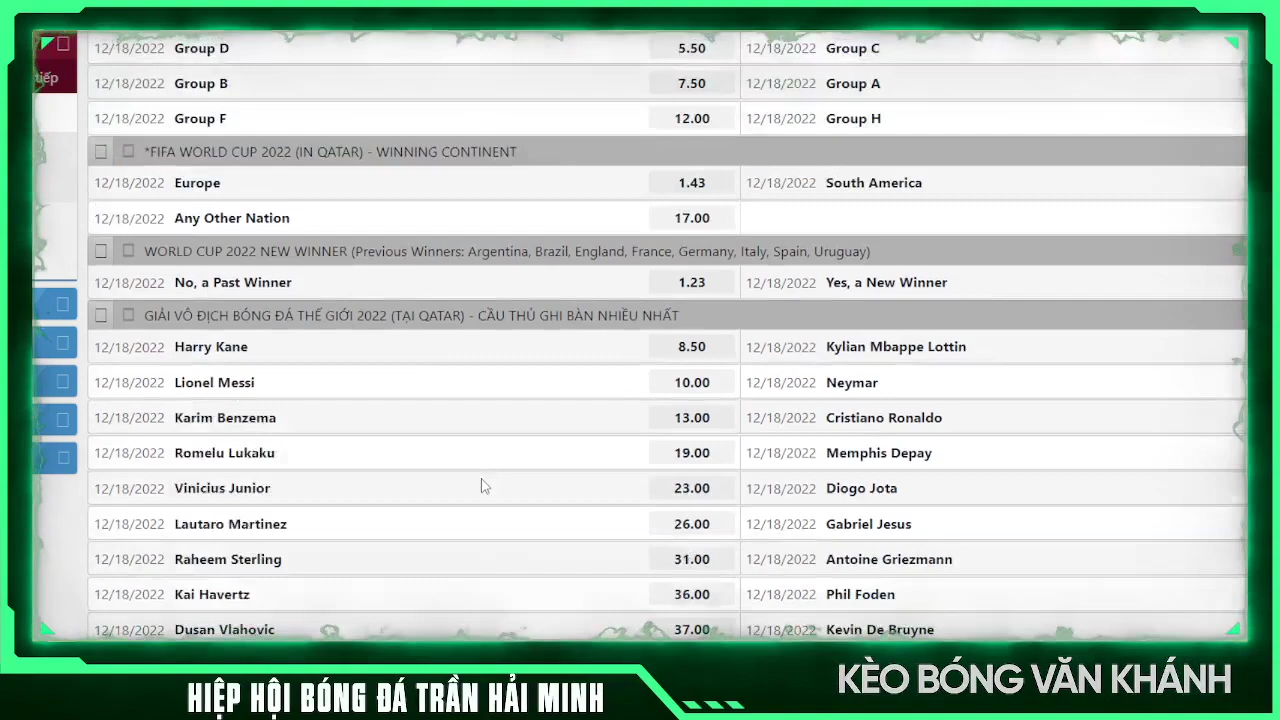 12/18/2022 Group D 5.50 12/18/2022 Group C
tiếp
12/18/2022 Group B 7.50 12/18/2022 Group A
12/18/2022 Group F 12.00 12/18/2022 Group H
*FIFA WORLD CUP 2022 (IN QATAR) - WINNING CONTINENT
12/18/2022 Europe 1.43 12/18/2022 South America
12/18/2022 Any Other Nation 17.00
WORLD CUP 2022 NEW WINNER (Previous Winners: Argentina, Brazil, England, France, Germany, Italy, Spain, Uruguay)
12/18/2022 No, a Past Winner 1.23 12/18/2022 Yes, a New Winner
GIẢI VÔ ĐỊCH BÓNG ĐÁ THẾ GIỚI 2022 (TẠI QATAR) - CẦU THỦ GHI BÀN NHIỀU NHẤT
12/18/2022 Harry Kane 8.50 12/18/2022 Kylian Mbappe Lottin
12/18/2022 Lionel Messi 10.00 12/18/2022 Neymar
12/18/2022 Karim Benzema 13.00 12/18/2022 Cristiano Ronaldo
12/18/2022 Romelu Lukaku 19.00 12/18/2022 Memphis Depay
12/18/2022 Vinicius Junior 23.00 12/18/2022 Diogo Jota
12/18/2022 Lautaro Martinez 26.00 12/18/2022 Gabriel Jesus
12/18/2022 Raheem Sterling 31.00 12/18/2022 Antoine Griezmann
12/18/2022 Kai Havertz 36.00 12/18/2022 Phil Foden
12/18/2022 Dusan Vlahovic 37.00 12/18/2022 Kevin De Bruyne
KÈO BÓNG VĂN KHÁNH
HIỆP HỘI BÓNG ĐÁ TRẦN HẢI MINH